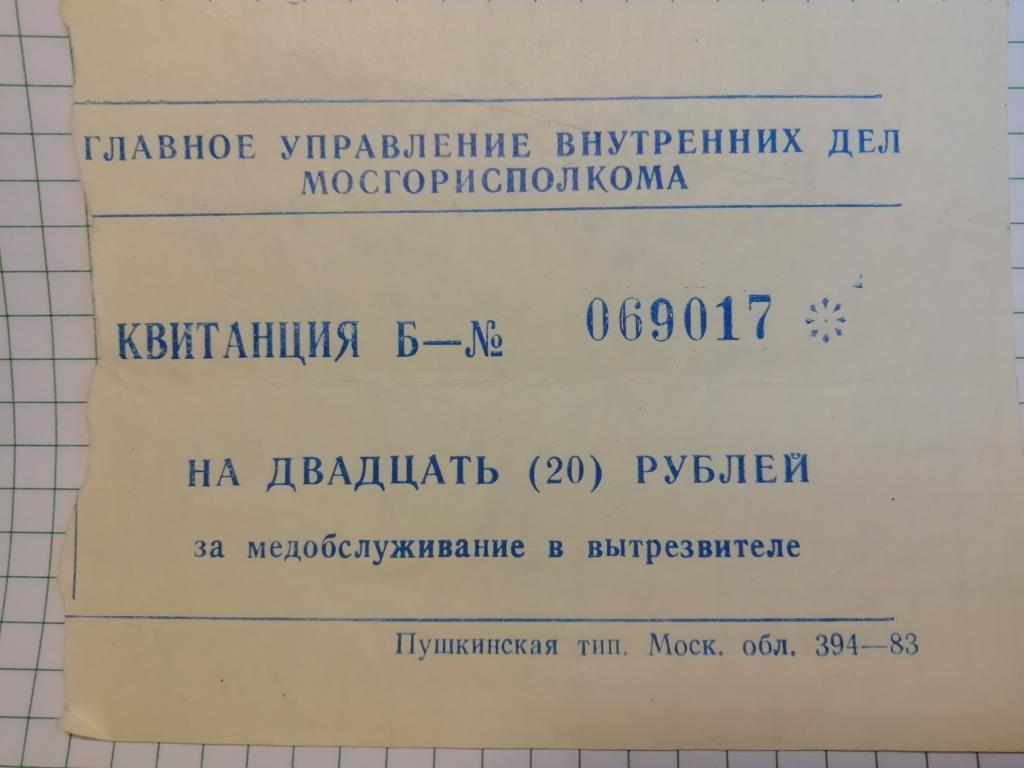 ГЛАВНОЕ УПРАВЛЕНИЕ ВНУТРЕННИХ ДЕЛ
МОСГОРИСПОЛКОМА
КВИТАНЦИЯ Б—№ 069017
НА ДВАДЦАТЬ (20) РУБЛЕЙ
за медобслуживание в вытрезвителе
Пушкинская тип. Моск. обл. 394—83